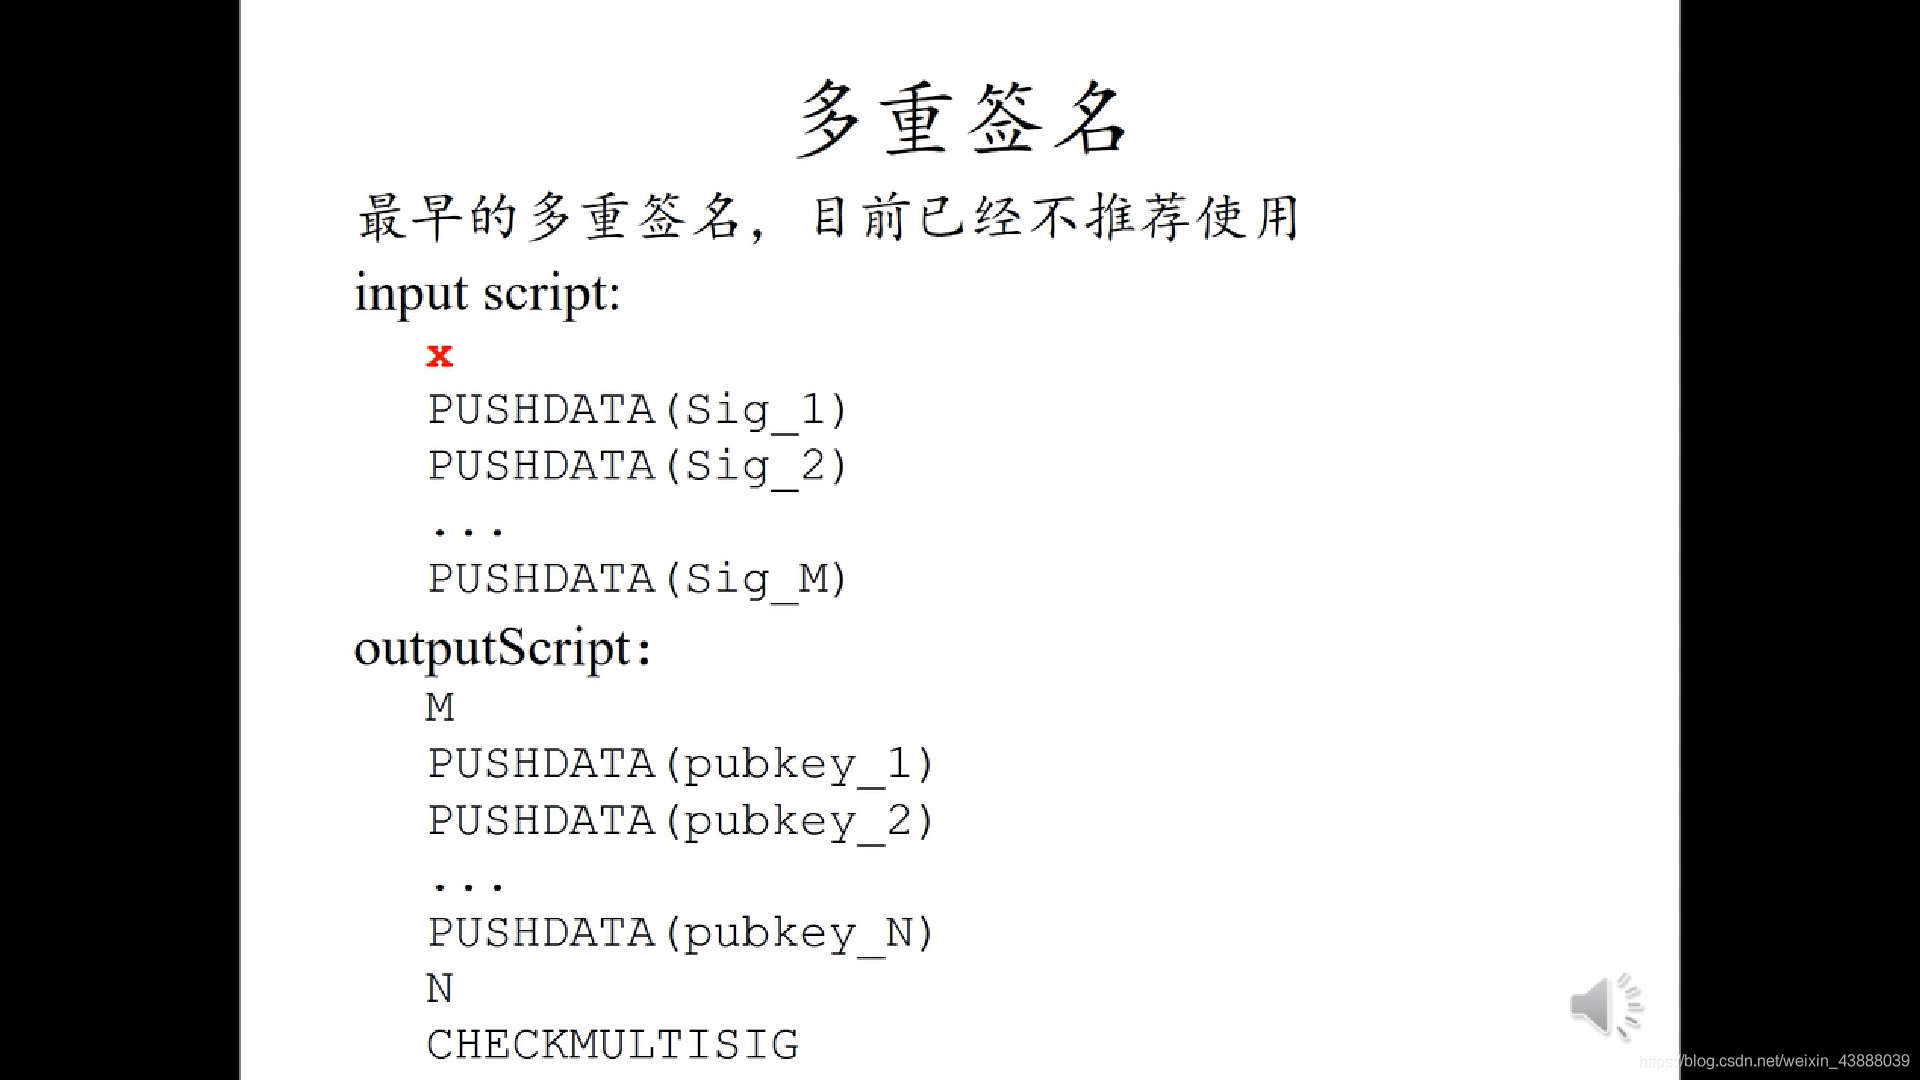 多重签名
最早的多重签名，目前已经不推荐使用
input script:
x
PUSHDATA(Sig_1)
PUSHDATA(Sig_2)
...
PUSHDATA(Sig_M)
outputScript:
M
PUSHDATA(pubkey_1)
PUSHDATA(pubkey_2)
...
PUSHDATA(pubkey_N)
N
CHECKMULTISIG
https://blog.csdn.net/weixin_43888039